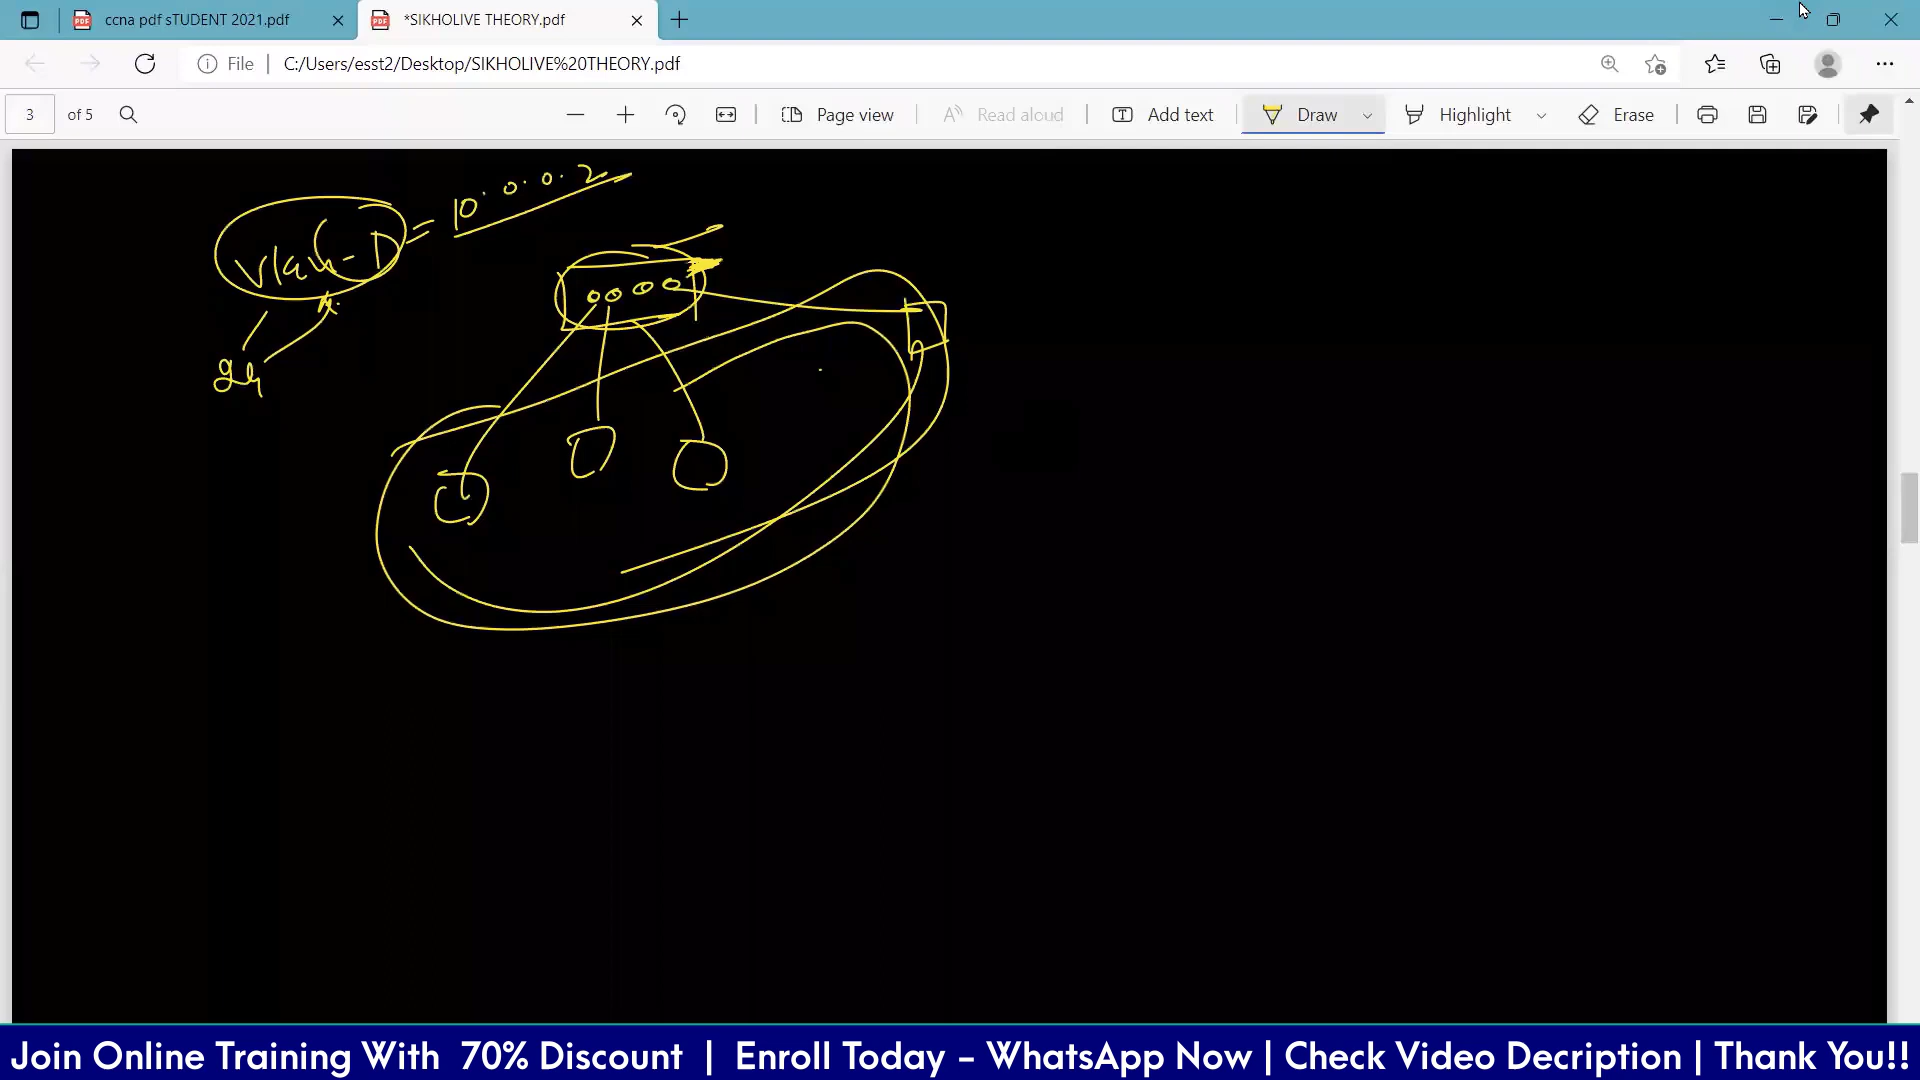 ccna pdf sTUDENT 2021.pdf
*SIKHOLIVE THEORY.pdf
File
C:/Users/esst2/Desktop/SIKHOLIVE%20THEORY.pdf
3 of 5
Page view
Read aloud
Add text
Draw
Highlight
Erase
= 10.0.0.2
Join Online Training With 70% Discount | Enroll Today – WhatsApp Now | Check Video Decription | Thank You!!